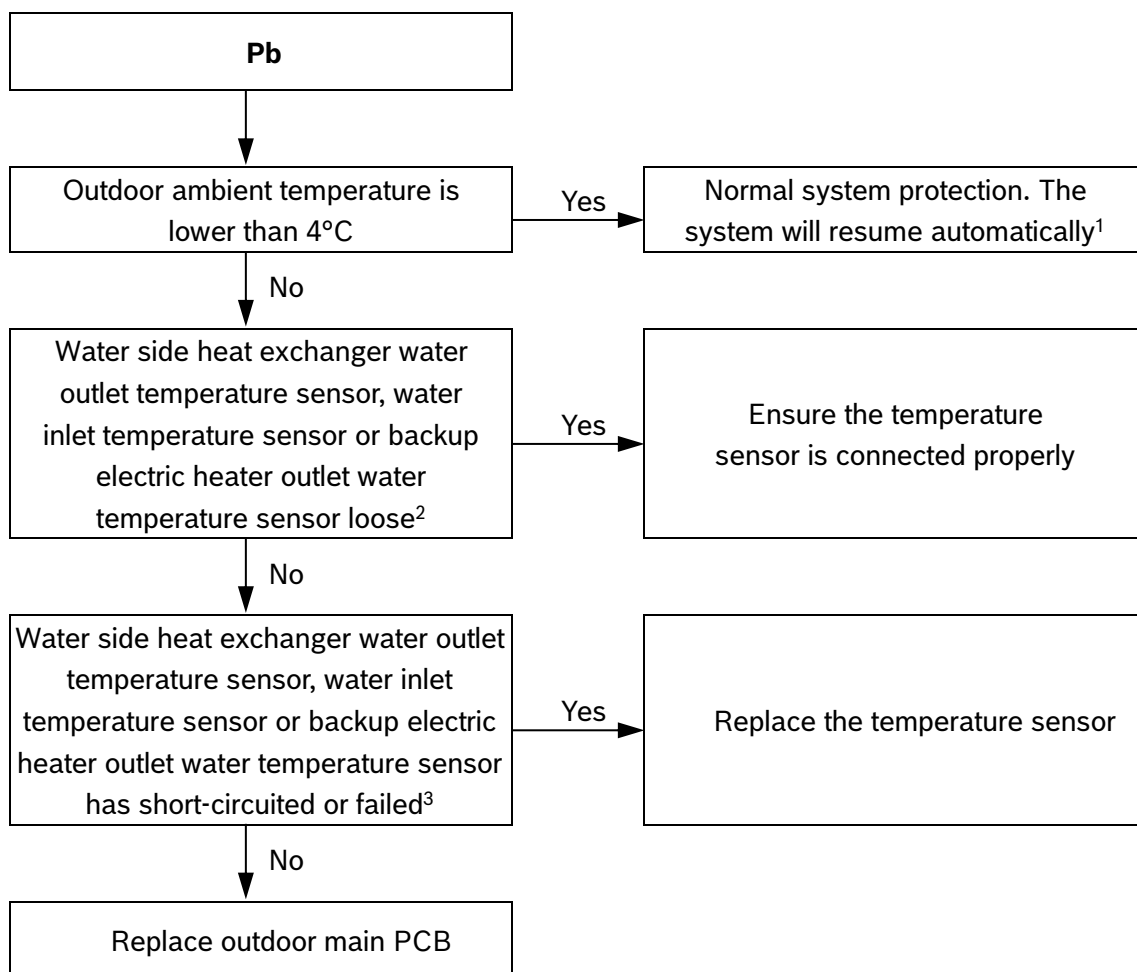 Pb
Outdoor ambient temperature is
lower than 4°C
Yes
Normal system protection. The
system will resume automatically1
No
Water side heat exchanger water
outlet temperature sensor, water
inlet temperature sensor or backup
electric heater outlet water
temperature sensor loose2
Yes
Ensure the temperature
sensor is connected properly
No
Water side heat exchanger water outlet
temperature sensor, water inlet
temperature sensor or backup electric
heater outlet water temperature sensor
has short-circuited or failed3
Yes
Replace the temperature sensor
No
Replace outdoor main PCB